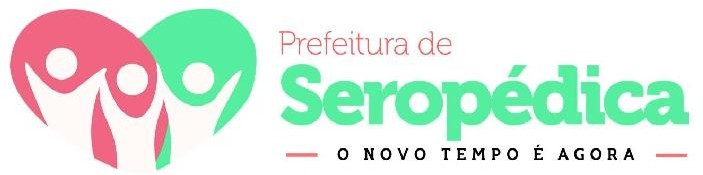 Prefeitura de
Seropédica
O NOVO TEMPO É AGORA